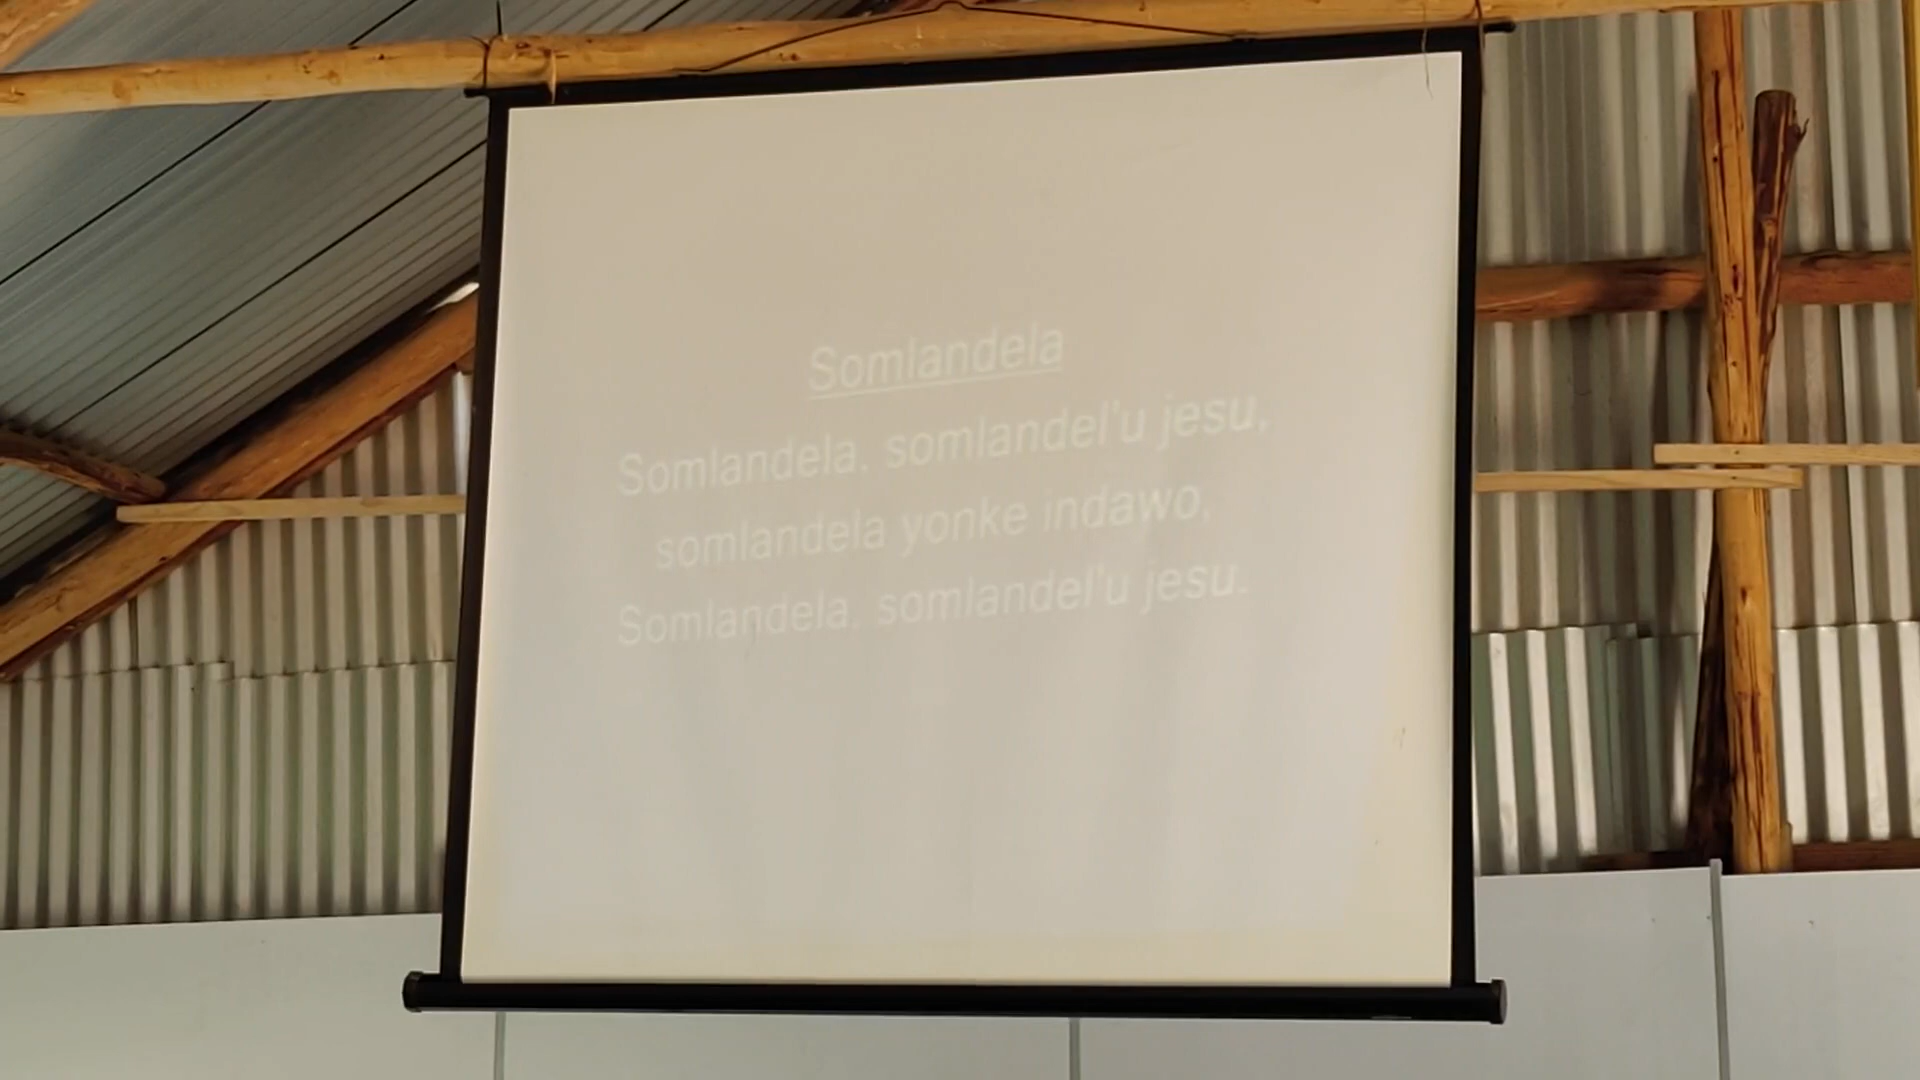 Somlandela
Somlandela, somlandel'u jesu,
somlandela yonke indawo,
Somlandela, somlandel'u jesu.